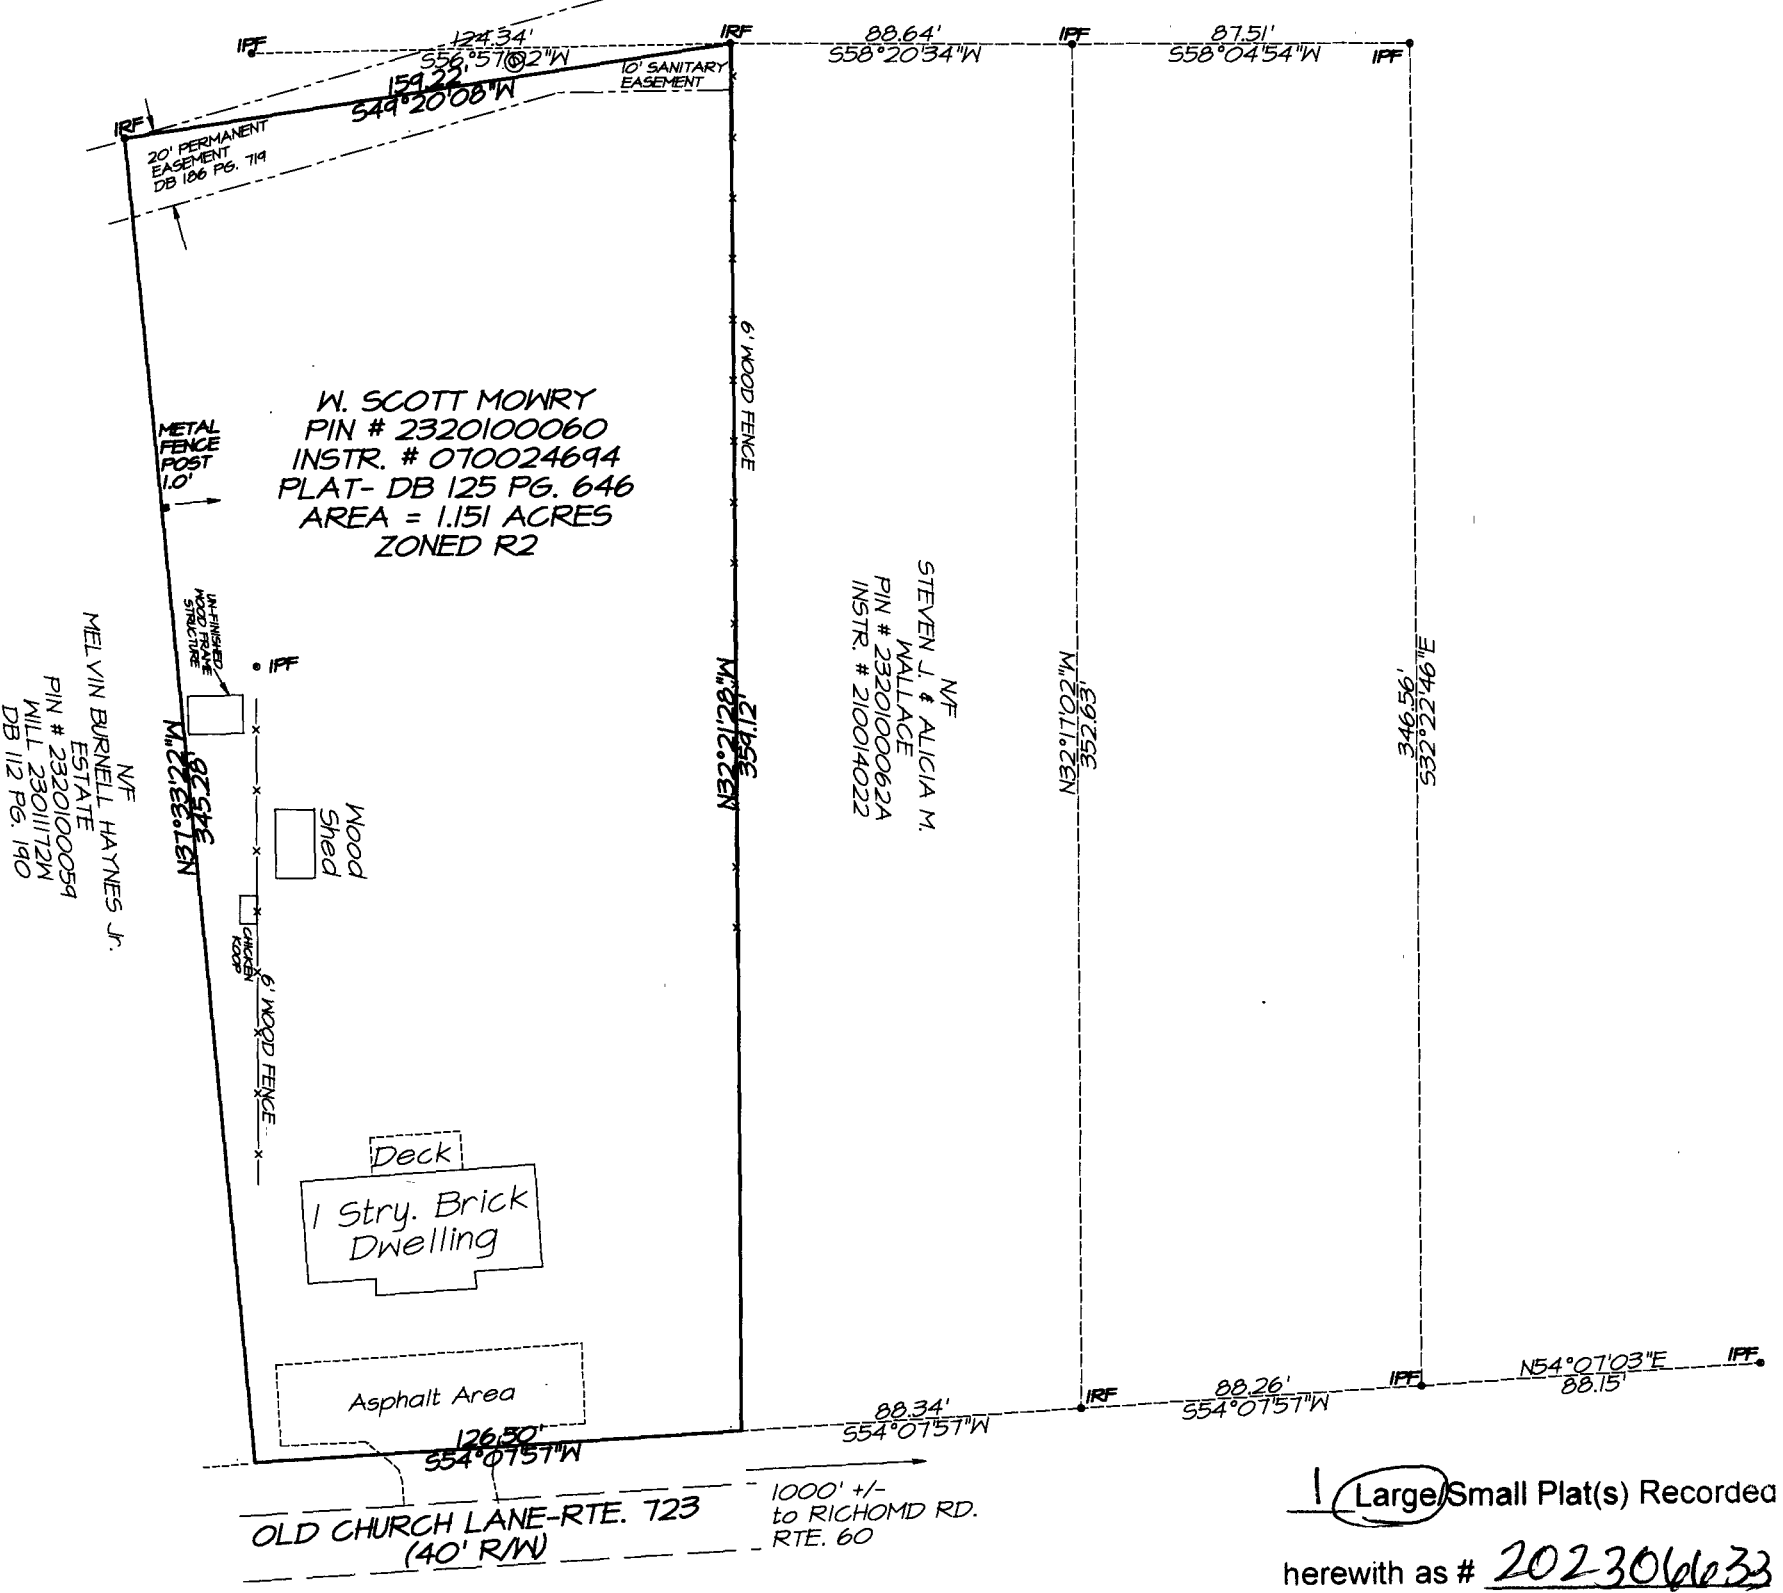 IPF
124.34'
S56°57'02"W
IRF
88.64'
S58°20'34"W
IPF
87.51'
S58°04'54"W
IPF
159.22'
S49°20'08"W
10' SANITARY
EASEMENT
IRF
20' PERMANENT
EASEMENT
DB 186 PG. 719
6' WOOD FENCE
W. SCOTT MOWRY
PIN # 2320100060
INSTR. # 070024694
PLAT- DB 125 PG. 646
AREA = 1.151 ACRES
ZONED R2
METAL
FENCE
POST
1.0'
UN-FINISHED
WOOD FRAME
STRUCTURE
IPF
N/F
MELVIN BURNELL HAYNES Jr.
ESTATE
PIN # 2320100059
WILL 23011172W
DB 112 PG. 190
345.28'
N37°33'22"W
359.12'
N32°21'28"W
N/F
STEVEN J. & ALICIA M.
WALLACE
PIN # 2320100062A
INSTR. # 210014022
352.93'
N32°17'02"W
346.56'
S32°22'46"E
Wood
Shed
CHICKEN
KOOP
6' WOOD FENCE
Deck
1 Stry. Brick
Dwelling
Asphalt Area
126.50'
S54°07'57"W
88.34'
S54°07'57"W
IRF
88.26'
S54°07'57"W
IPF
N54°07'03"E
88.15'
IPF
OLD CHURCH LANE-RTE. 723
(40' R/W)
1000' +/-
to RICHOMD RD.
RTE. 60
1 Large/Small Plat(s) Recorded
herewith as # 202306633